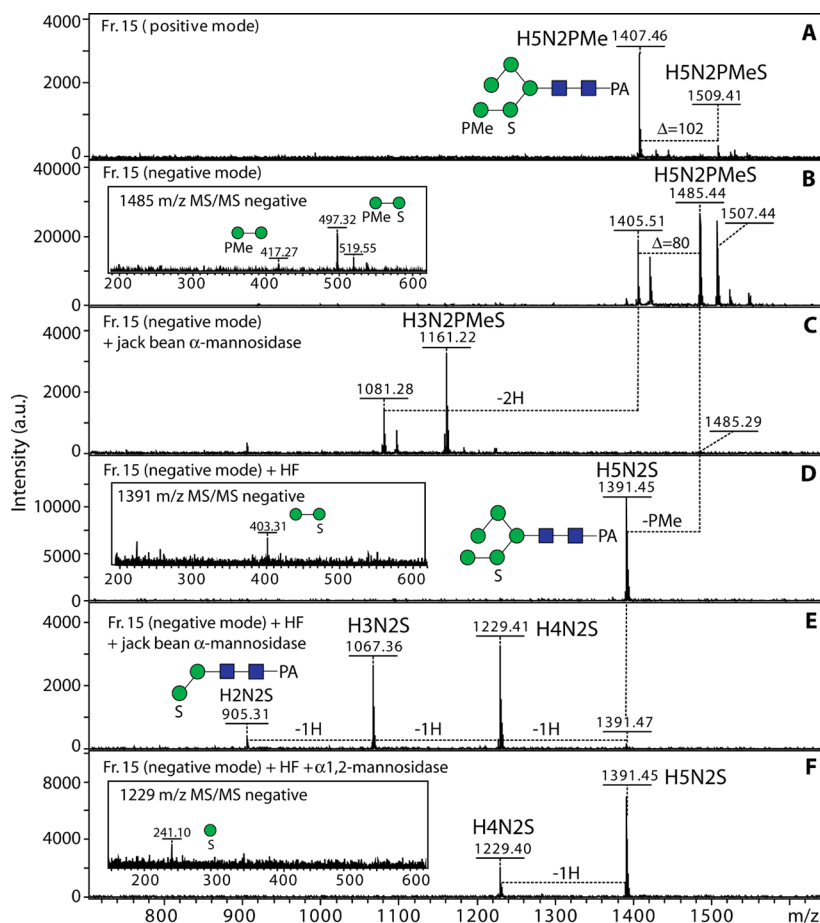 Fr. 15 (positive mode)
A
H5N2PMe
1407.46
H5N2PMeS
1509.41
PA
PMe S
Δ=102
4000
2000
0
Fr. 15 (negative mode)
B
1485 m/z MS/MS negative
PMe S
497.32
PMe
417.27
519.55
200 300 400 500 600
H5N2PMeS
1485.44
1405.51
1507.44
Δ=80
40000
20000
0
Fr. 15 (negative mode)
+ jack bean α-mannosidase
C
H3N2PMeS
1161.22
1081.28
-2H
1485.29
4000
2000
0
Intensity (a.u.)
Fr. 15 (negative mode) + HF
D
1391 m/z MS/MS negative
403.31
S
200 300 400 500 600
H5N2S
1391.45
PA
S
-PMe
10000
5000
0
Fr. 15 (negative mode) + HF
+ jack bean α-mannosidase
E
H3N2S
1067.36
H4N2S
1229.41
PA
S
H2N2S
905.31
-1H
-1H
-1H
1391.47
4000
2000
0
Fr. 15 (negative mode) + HF +α1,2-mannosidase
F
1229 m/z MS/MS negative
241.10
S
200 300 400 500 600
H5N2S
1391.45
H4N2S
1229.40
-1H
8000
4000
0
800 900 1000 1100 1200 1300 1400 1500 m/z